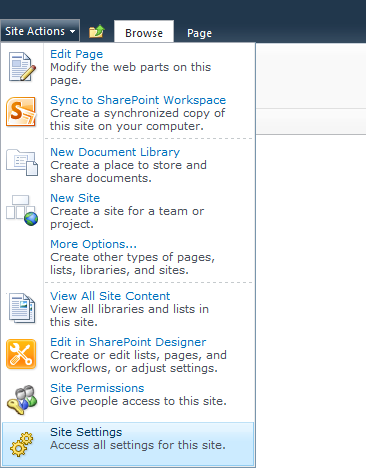 Site Actions Browse Page
Edit Page
Modify the web parts on this
page.
Sync to SharePoint Workspace
Create a synchronized copy of
this site on your computer.
New Document Library
Create a place to store and
share documents.
New Site
Create a site for a team or
project.
More Options...
Create other types of pages,
lists, libraries, and sites.
View All Site Content
View all libraries and lists in
this site.
Edit in SharePoint Designer
Create or edit lists, pages, and
workflows, or adjust settings.
Site Permissions
Give people access to this site.
Site Settings
Access all settings for this site.